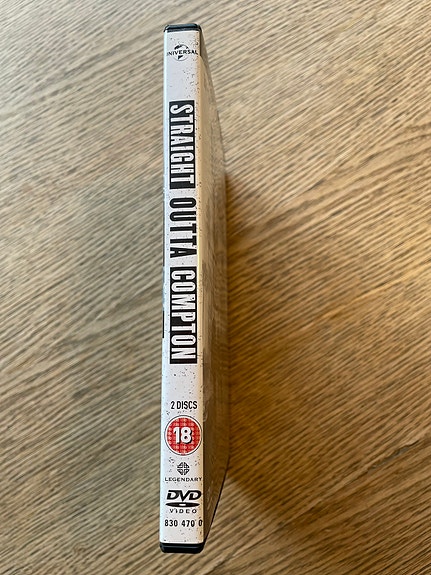 UNIVERSAL
STRAIGHT OUTTA COMPTON
2 DISCS
18
LEGENDARY
DVD
VIDEO
830 470 0